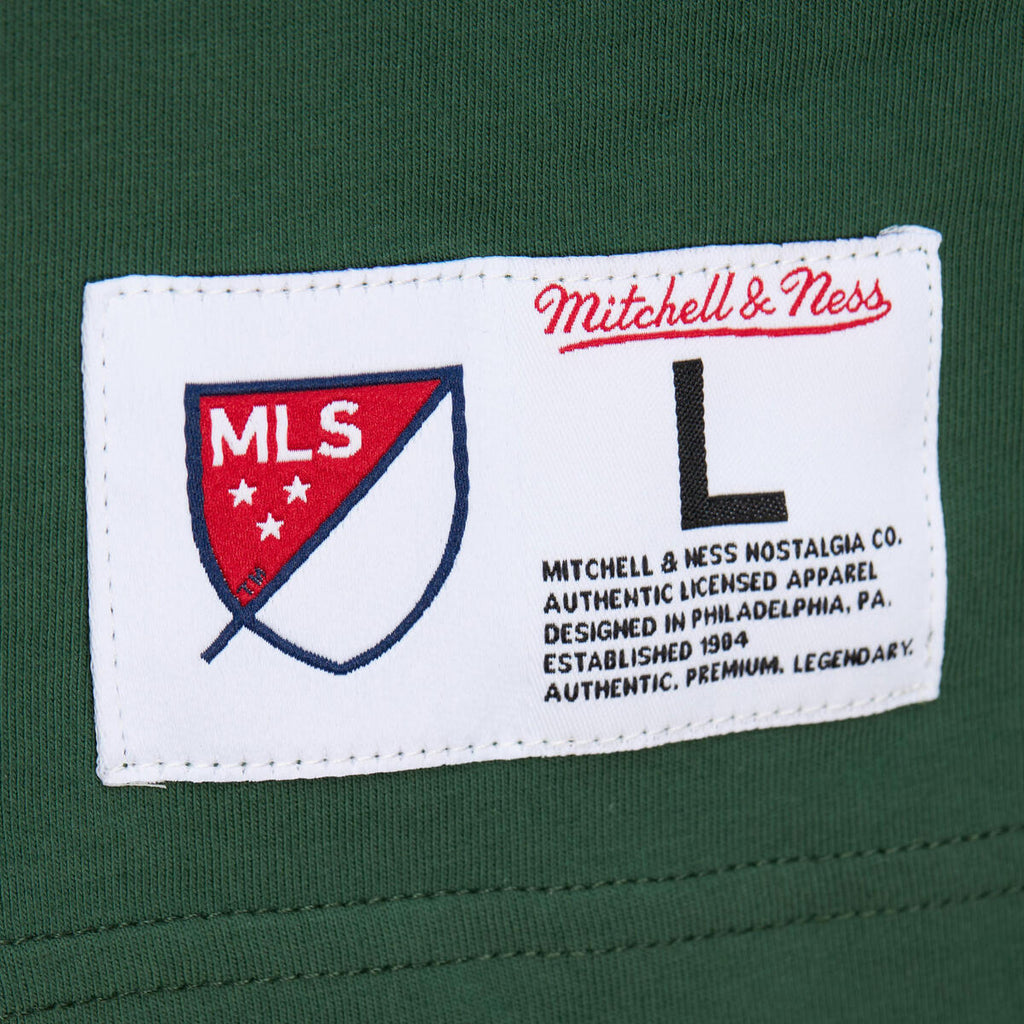 MLS
TM
Mitchell & Ness
L
MITCHELL & NESS NOSTALGIA CO.
AUTHENTIC LICENSED APPAREL
DESIGNED IN PHILADELPHIA, PA.
ESTABLISHED 1904
AUTHENTIC. PREMIUM. LEGENDARY.